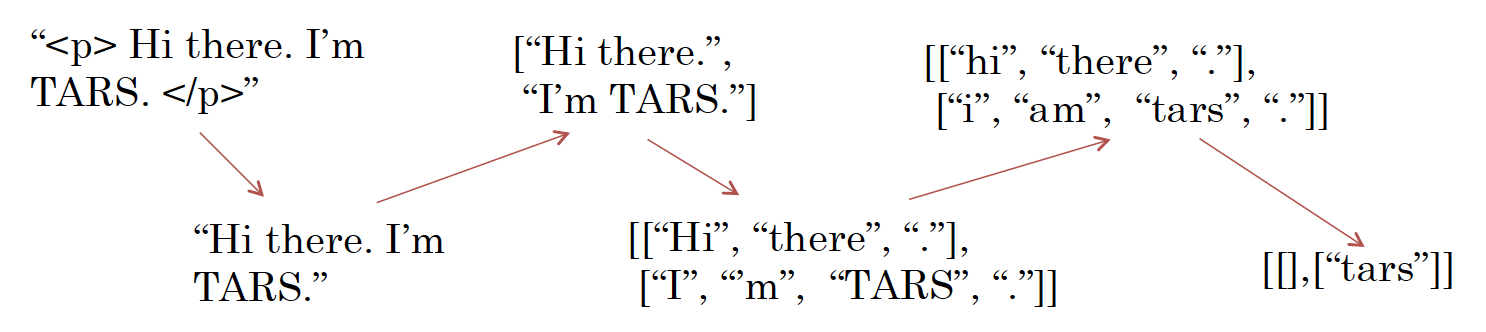 “<p> Hi there. I’m
TARS. </p>”
“Hi there. I’m
TARS.”
[“Hi there.”,
“I’m TARS.”]
[[“Hi”, “there”, “.”],
[“I”, “’m”, “TARS”, “.”]]
[[“hi”, “there”, “.”],
[“i”, “am”, “tars”, “.”]]
[[],[“tars”]]